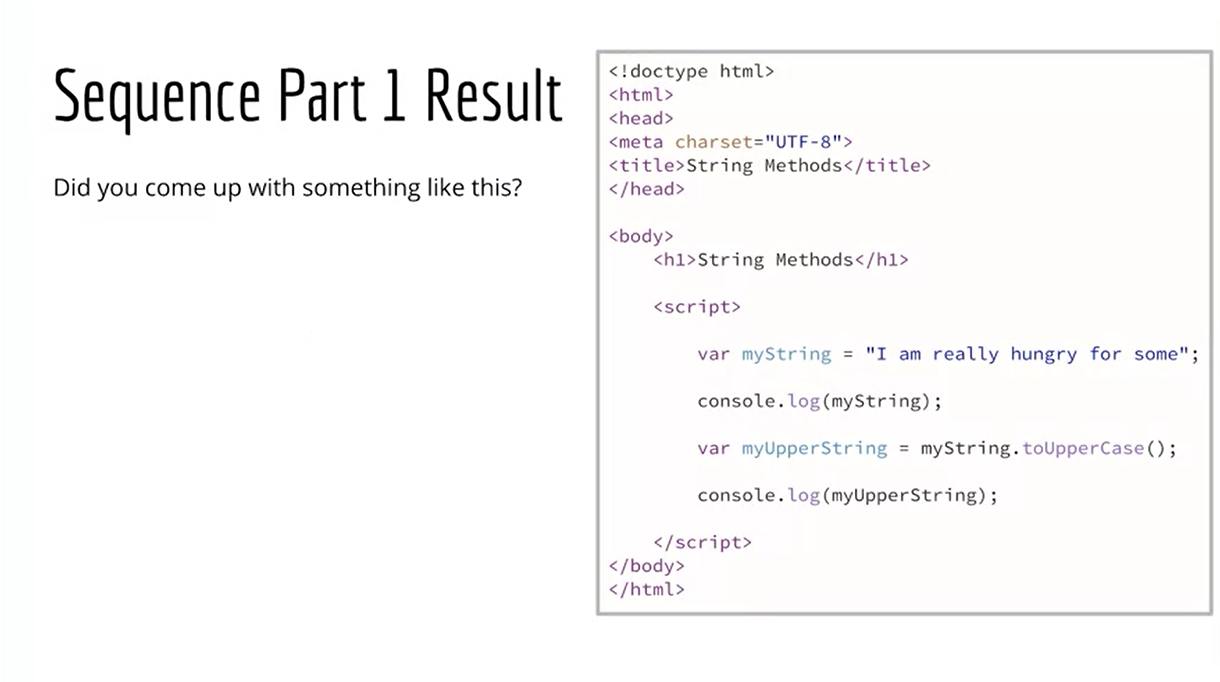 Sequence Part 1 Result
Did you come up with something like this?
<!doctype html>
<html>
<head>
<meta charset="UTF-8">
<title>String Methods</title>
</head>
<body>
<h1>String Methods</h1>
<script>
var myString = "I am really hungry for some";
console.log(myString);
var myUpperString = myString.toUpperCase();
console.log(myUpperString);
</script>
</body>
</html>